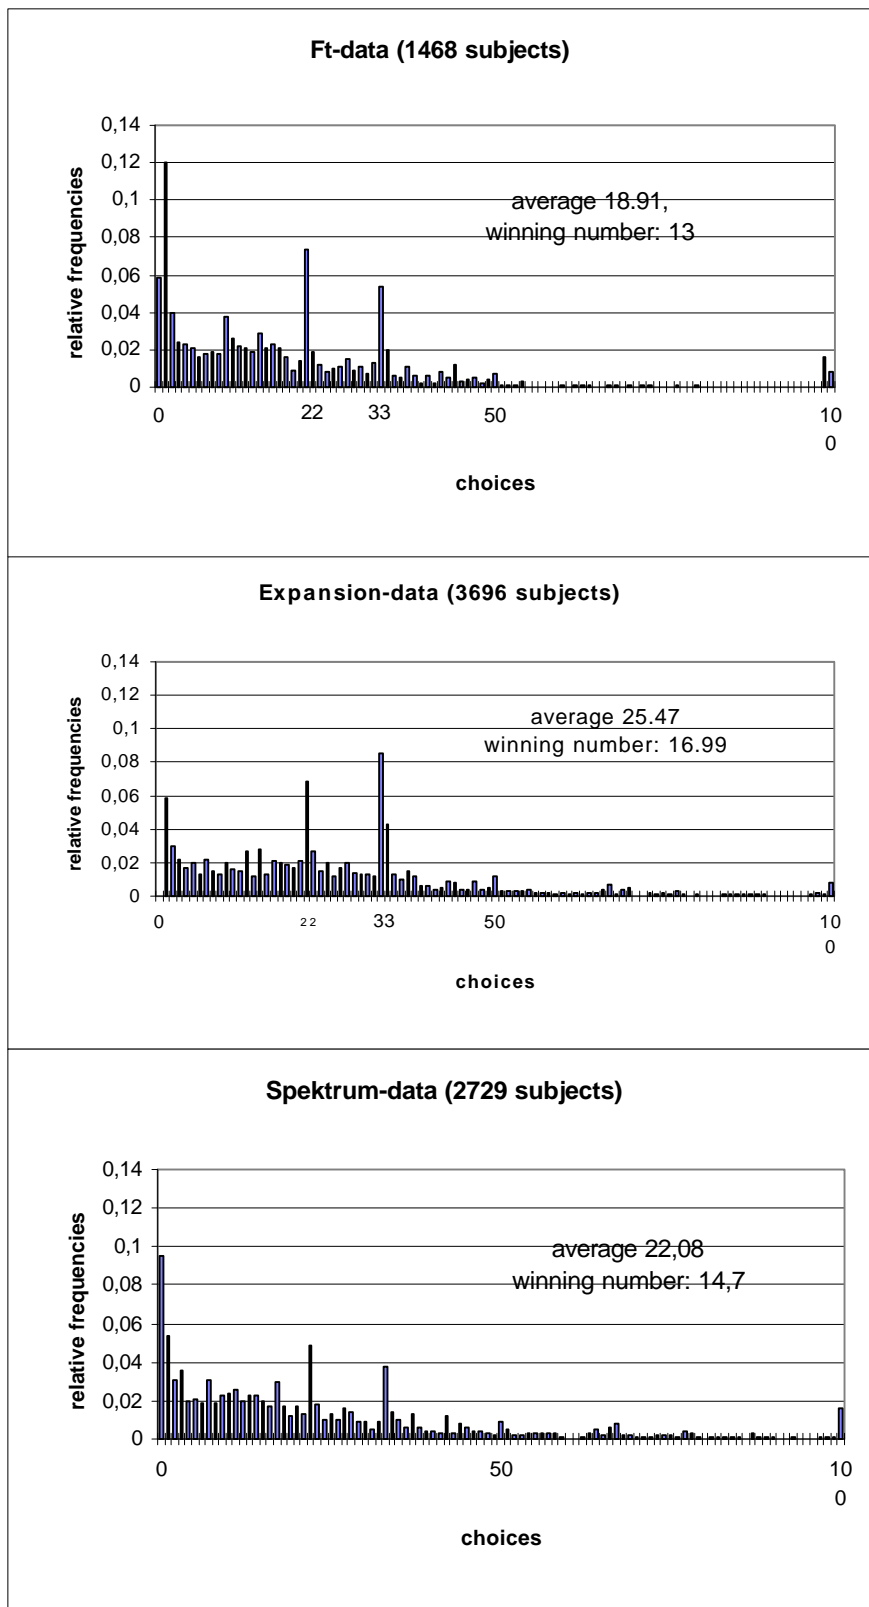 Ft-data (1468 subjects)
0,14
0,12
0,1
0,08
0,06
0,04
0,02
0
relative frequencies
average 18.91,
winning number: 13
0 22 33 50 10
0
choices
Expansion-data (3696 subjects)
0,14
0,12
0,1
0,08
0,06
0,04
0,02
0
relative frequencies
average 25.47
winning number: 16.99
0 22 33 50 10
0
choices
Spektrum-data (2729 subjects)
0,14
0,12
0,1
0,08
0,06
0,04
0,02
0
relative frequencies
average 22,08
winning number: 14,7
0 50 10
0
choices